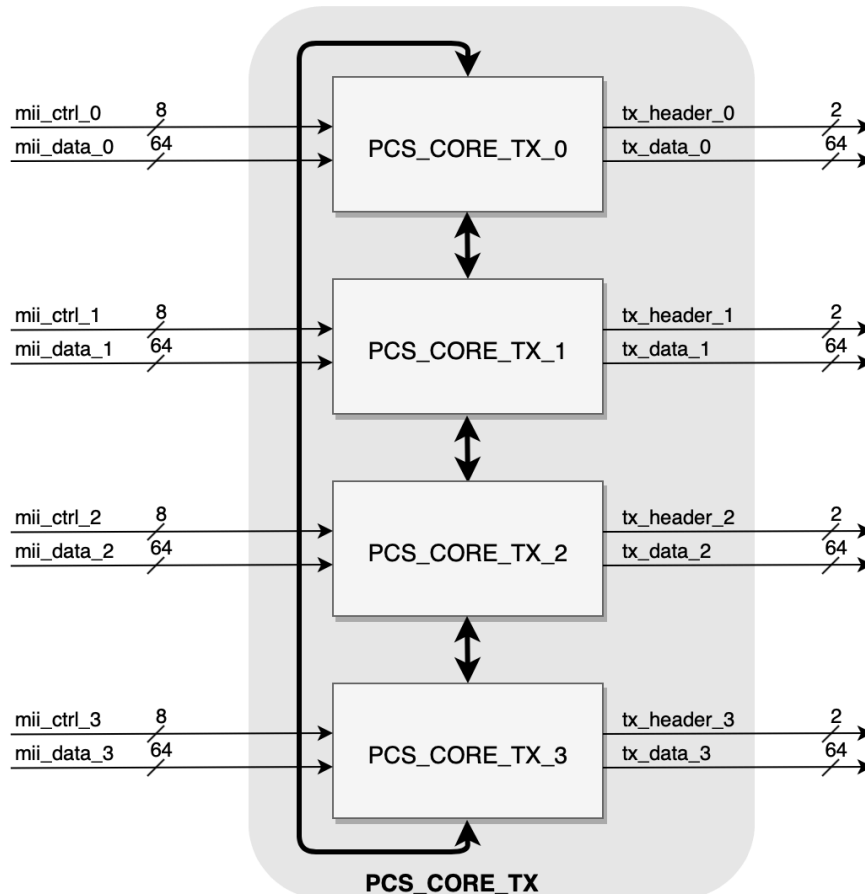 mii_ctrl_0 8
mii_data_0 64
PCS_CORE_TX_0
tx_header_0 2
tx_data_0 64
mii_ctrl_1 8
mii_data_1 64
PCS_CORE_TX_1
tx_header_1 2
tx_data_1 64
mii_ctrl_2 8
mii_data_2 64
PCS_CORE_TX_2
tx_header_2 2
tx_data_2 64
mii_ctrl_3 8
mii_data_3 64
PCS_CORE_TX_3
tx_header_3 2
tx_data_3 64
PCS_CORE_TX